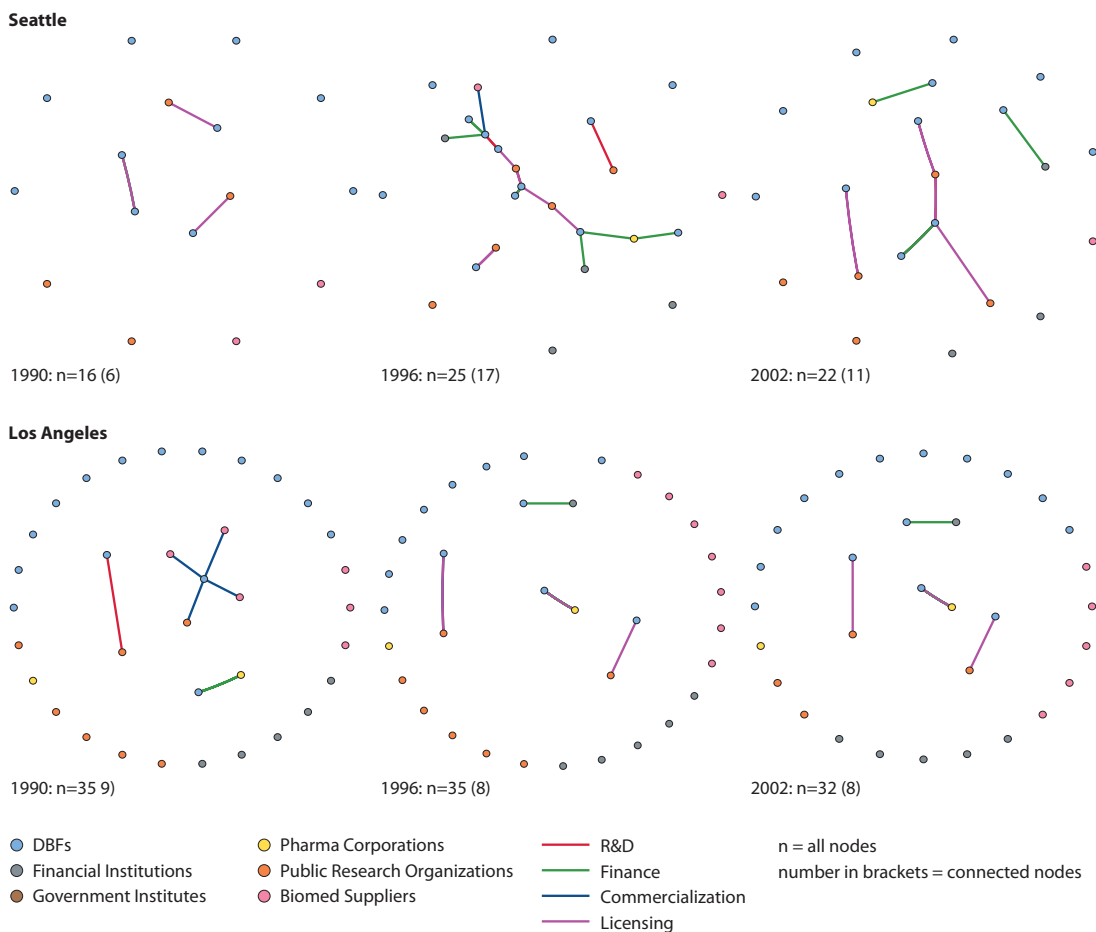 Seattle
1990: n=16 (6)
1996: n=25 (17)
2002: n=22 (11)
Los Angeles
1990: n=35 9)
1996: n=35 (8)
2002: n=32 (8)
DBFs
Financial Institutions
Government Institutes
Pharma Corporations
Public Research Organizations
Biomed Suppliers
R&D
Finance
Commercialization
Licensing
n = all nodes
number in brackets = connected nodes